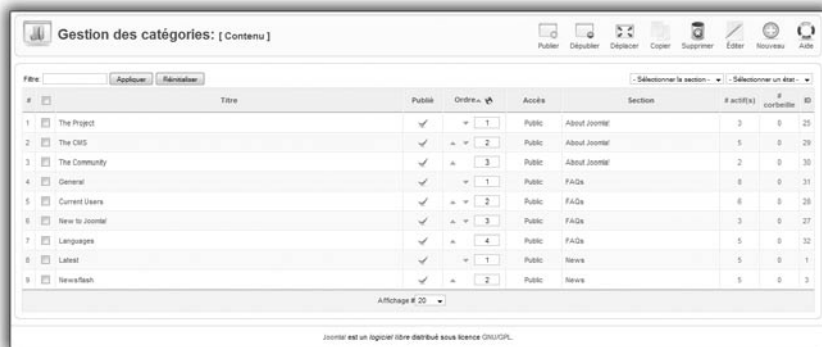 Gestion des catégories: [ Contenu ]
Publier Dépublier Déplacer Copier Supprimer Éditer Nouveau Aide
Filtre: Appliquer Réinitialiser - Sélectionner la section - - Sélectionner un état -
# Titre Publié Ordre Accès Section # actif(s) # corbeille ID
1 The Project 1 Public About Joomla! 3 0 25
2 The CMS 2 Public About Joomla! 5 0 29
3 The Community 3 Public About Joomla! 2 0 30
4 General 1 Public FAQs 8 0 31
5 Current Users 2 Public FAQs 6 0 28
6 New to Joomla! 3 Public FAQs 3 0 27
7 Languages 4 Public FAQs 5 0 32
8 Latest 1 Public News 5 0 1
9 Newsflash 2 Public News 5 0 3
Affichage # 20
Joomla! est un logiciel libre distribué sous licence GNU/GPL.